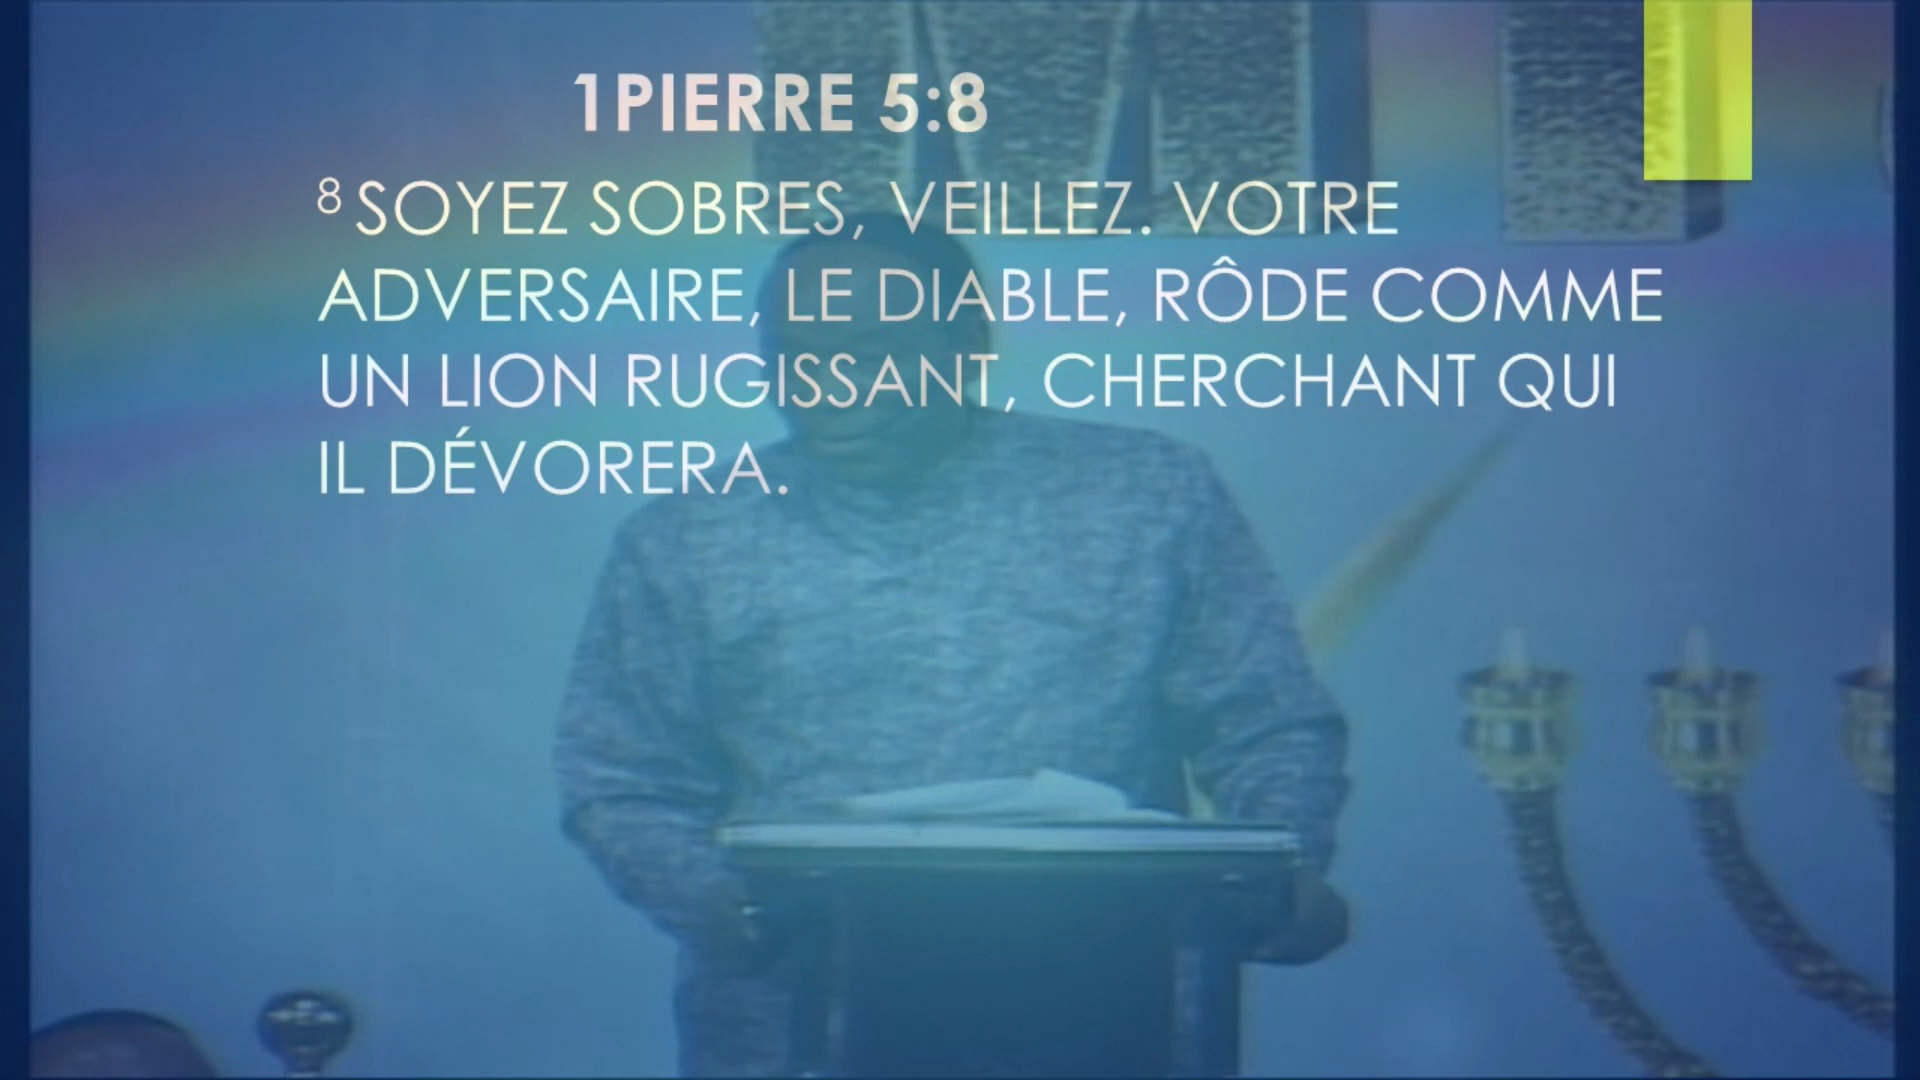 1PIERRE 5:8
8 SOYEZ SOBRES, VEILLEZ. VOTRE
ADVERSAIRE, LE DIABLE, RÔDE COMME
UN LION RUGISSANT, CHERCHANT QUI
IL DÉVORERA.